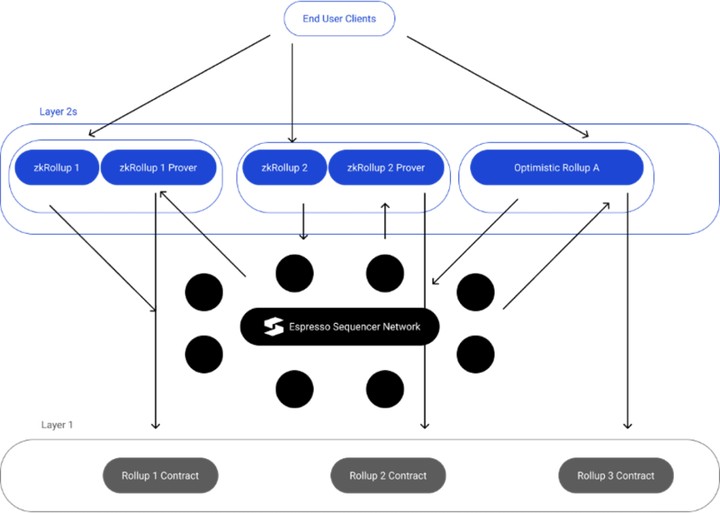 End User Clients
Layer 2s
zkRollup 1
zkRollup 1 Prover
zkRollup 2
zkRollup 2 Prover
Optimistic Rollup A
Espresso Sequencer Network
Layer 1
Rollup 1 Contract
Rollup 2 Contract
Rollup 3 Contract